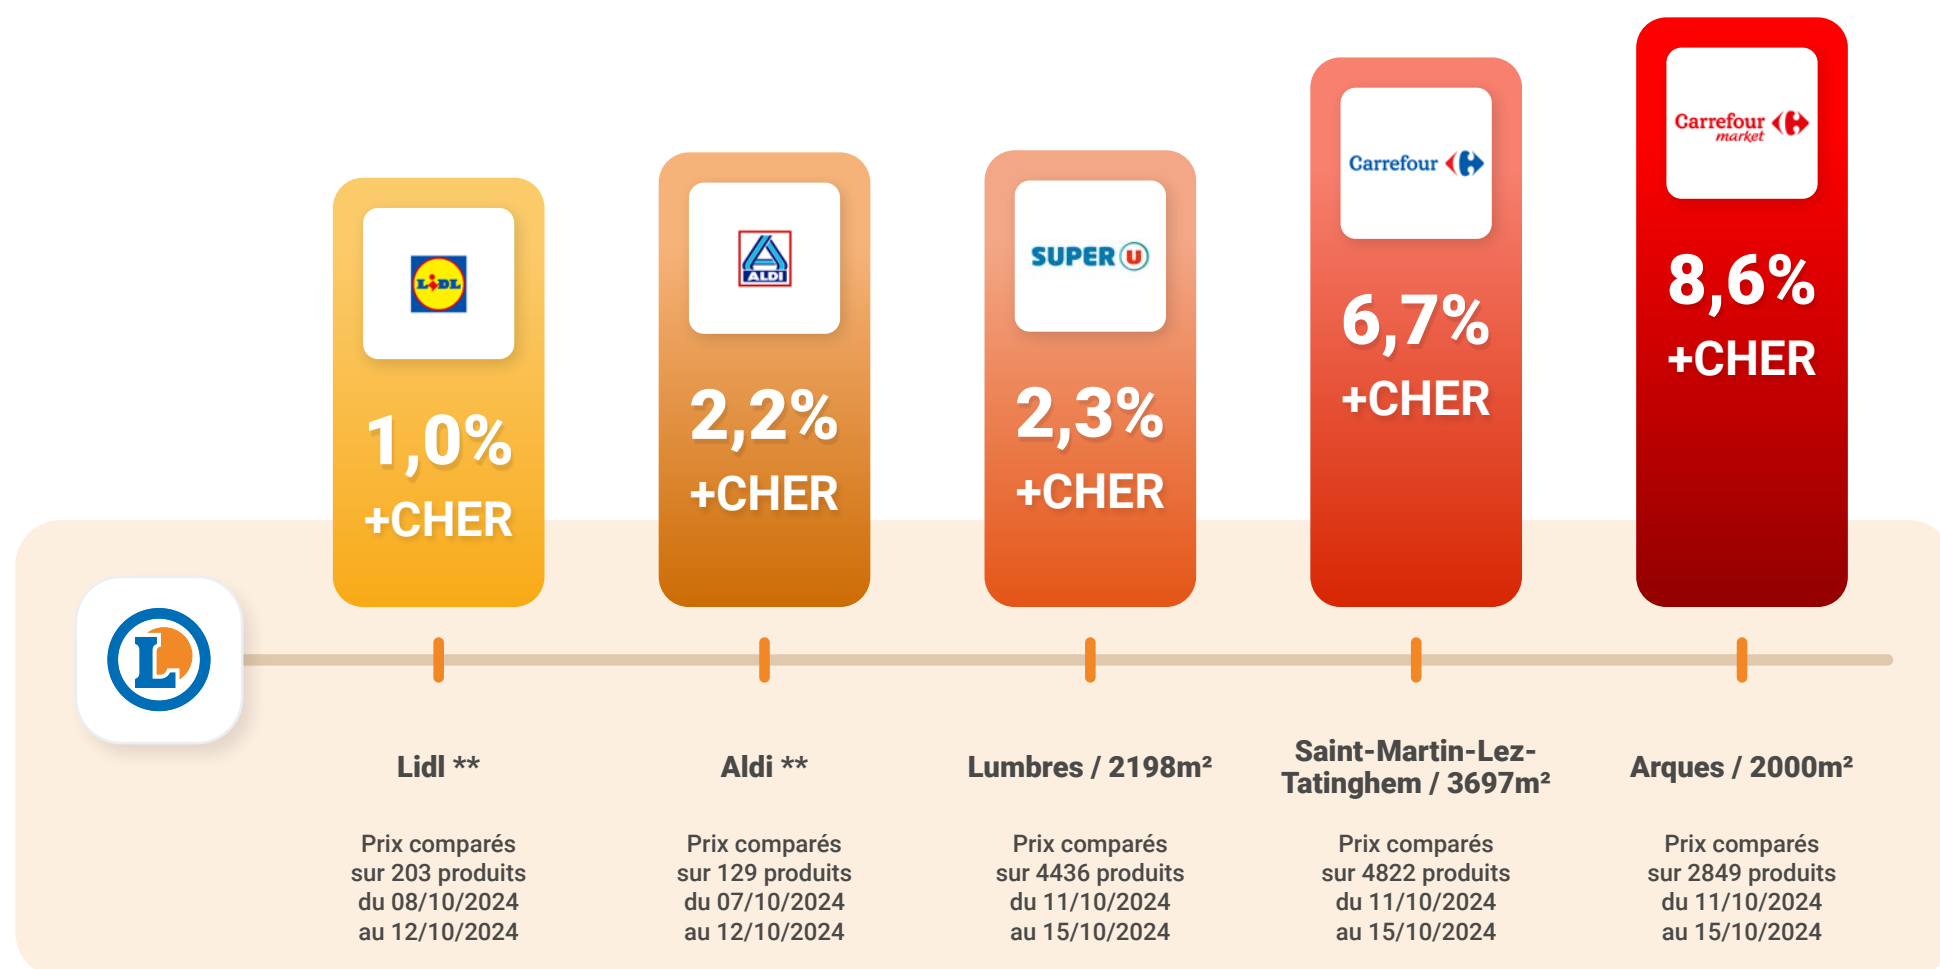 LIDL
1,0%
+CHER
ALDI
2,2%
+CHER
SUPER U
2,3%
+CHER
Carrefour
6,7%
+CHER
Carrefour
market
8,6%
+CHER
L
Lidl **
Prix comparés
sur 203 produits
du 08/10/2024
au 12/10/2024
Aldi **
Prix comparés
sur 129 produits
du 07/10/2024
au 12/10/2024
Lumbres / 2198m²
Prix comparés
sur 4436 produits
du 11/10/2024
au 15/10/2024
Saint-Martin-Lez-
Tatinghem / 3697m²
Prix comparés
sur 4822 produits
du 11/10/2024
au 15/10/2024
Arques / 2000m²
Prix comparés
sur 2849 produits
du 11/10/2024
au 15/10/2024